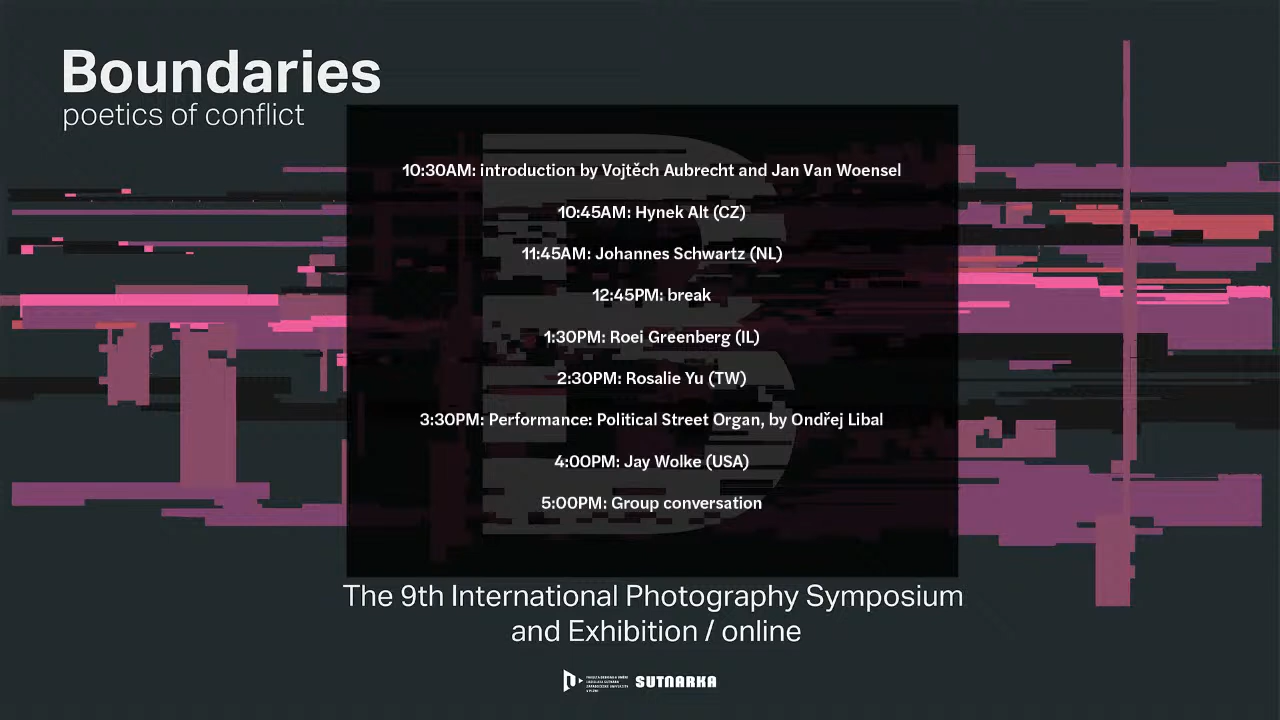 Boundaries
poetics of conflict
10:30AM: introduction by Vojtěch Aubrecht and Jan Van Woensel
10:45AM: Hynek Alt (CZ)
11:45AM: Johannes Schwartz (NL)
12:45PM: break
1:30PM: Roei Greenberg (IL)
2:30PM: Rosalie Yu (TW)
3:30PM: Performance: Political Street Organ, by Ondřej Libal
4:00PM: Jay Wolke (USA)
5:00PM: Group conversation
The 9th International Photography Symposium
and Exhibition / online
SUTNARKA